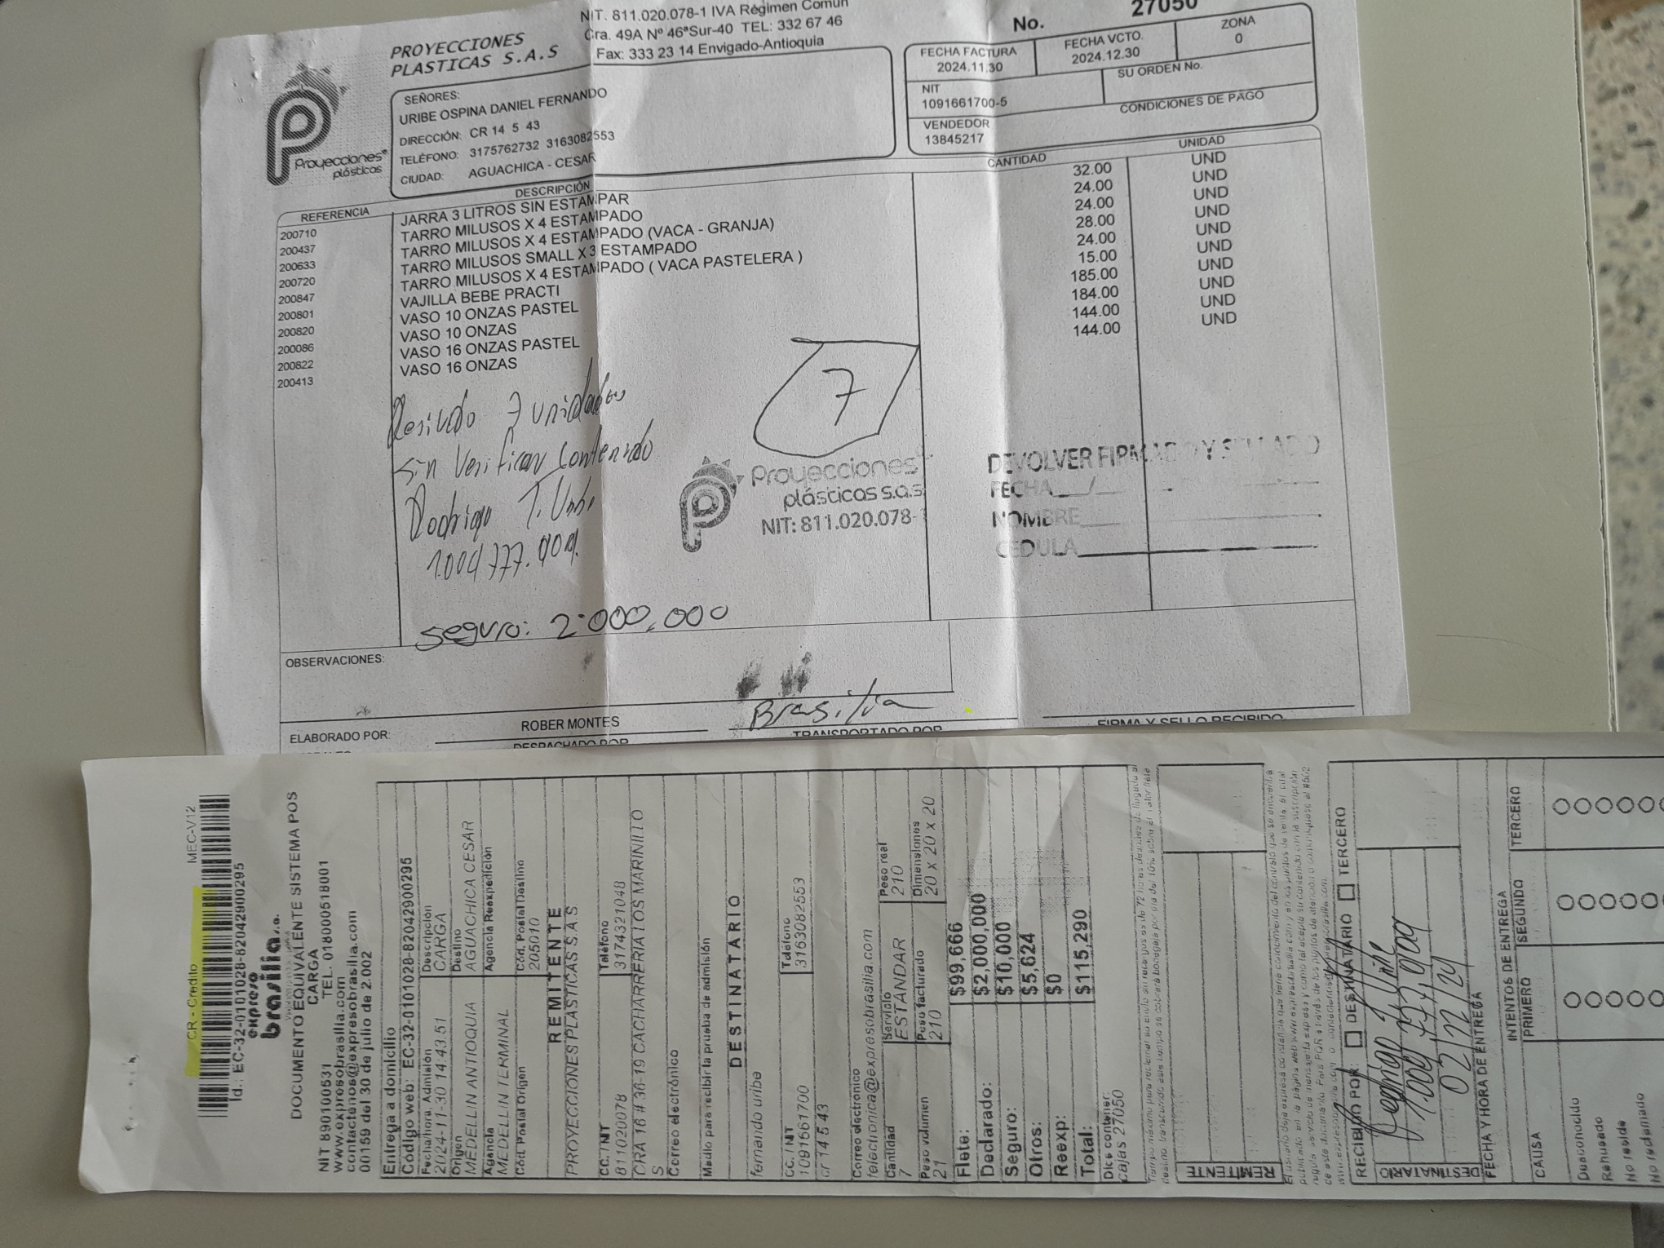 NIT. 811.020.078-1 IVA Régimen Común
Cra. 49A Nº 46ªSur-40 TEL: 332 67 46
Fax: 333 23 14 Envigado-Antioquia
PROYECCIONES
PLASTICAS S.A.S
Proyecciones
plásticas
No. 27050
FECHA FACTURA
2024.11.30
FECHA VCTO.
2024.12.30
ZONA
0
NIT
1091661700-5
SU ORDEN No.
VENDEDOR
13845217
CONDICIONES DE PAGO
SEÑORES:
URIBE OSPINA DANIEL FERNANDO
DIRECCIÓN: CR 14 5 43
TELÉFONO: 3175762732 3163082553
CIUDAD: AGUACHICA - CESAR
REFERENCIA DESCRIPCIÓN CANTIDAD UNIDAD
200710 JARRA 3 LITROS SIN ESTAMPAR 32.00 UND
200437 TARRO MILUSOS X 4 ESTAMPADO 24.00 UND
200633 TARRO MILUSOS X 4 ESTAMPADO (VACA - GRANJA) 24.00 UND
200720 TARRO MILUSOS SMALL X 3 ESTAMPADO 28.00 UND
200847 TARRO MILUSOS X 4 ESTAMPADO ( VACA PASTELERA ) 24.00 UND
200801 VAJILLA BEBE PRACTI 15.00 UND
200820 VASO 10 ONZAS PASTEL 185.00 UND
200086 VASO 10 ONZAS 184.00 UND
200822 VASO 16 ONZAS PASTEL 144.00 UND
200413 VASO 16 ONZAS 144.00 UND
7
Resivido 7 unidades
sin Verificar contenido
Rodrigo T. Uribe
1.004.777.909
Proyecciones
plásticas s.a.s
NIT: 811.020.078-1
DEVOLVER FIRMADO Y SELLADO
FECHA
NOMBRE
CEDULA
seguro: 2.000.000
OBSERVACIONES:
ELABORADO POR:
ROBER MONTES
DESPACHADO POR
Brasilia
TRANSPORTADO POR
FIRMA Y SELLO RECIBIDO
CR - Crédito MEC-V12
Id.: EC-32-0101028-82042900295
expreso
brasilia s.a.
DOCUMENTO EQUIVALENTE SISTEMA POS
CARGA
NIT 890100531 TEL. 018000518001
www.expresobrasilia.com
contactanos@expresobrasilia.com
00159 del 30 de julio de 2.002
Entrega a domicilio
Código web: EC-32-0101028-82042900295
Fecha/hora. Admisión Descripción
2024-11-30 14:43:51 CARGA
Origen Destino
MEDELLIN ANTIOQUIA AGUACHICA CESAR
Agencia Agencia Reexpedición
MEDELLIN TERMINAL
Cód. Postal Origen Cód. Postal Destino
205010
REMITENTE
PROYECCIONES PLASTICAS S.A.S
CC. / NIT Teléfono
811020078 3174321048
CRA 16 # 36-19 CACHARRERIA LOS MARINILLO
S
Correo electrónico
Medio para recibir la prueba de admisión
DESTINATARIO
fernando uribe
CC. / NIT Teléfono
1091661700 3163082553
cr 14 5 43
Correo electrónico
felectronica@expresobrasilia.com
Cantidad Servicio Peso real
7 ESTANDAR 210
Peso volumen Peso facturado Dimensiones
21 210 20 x 20 x 20
Flete: $99,666
Declarado: $2,000,000
Seguro: $10,000
Otros: $5,624
Reexp: $0
Total: $115,290
Dice contener
cajas 27050
REMITENTE
RECIBIDO POR: DESTINATARIO TERCERO
Rodrigo T. Uribe
1.004.777.909
02/12/24
DESTINATARIO
FECHA Y HORA DE ENTREGA
INTENTOS DE ENTREGA
CAUSA PRIMERO SEGUNDO TERCERO
Desconocido
Rehusado
No reside
No reclamado